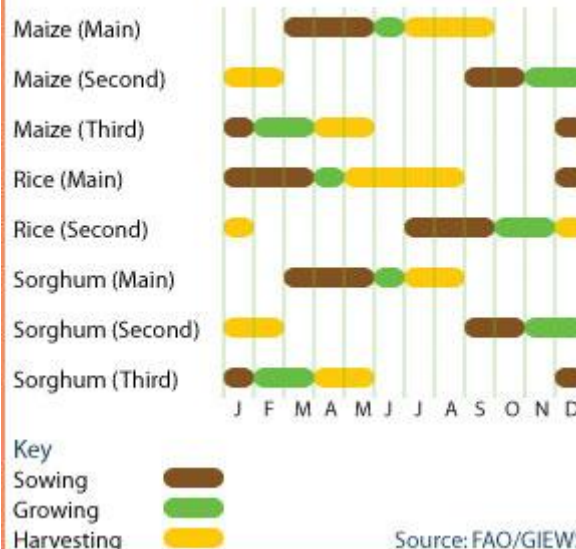 Maize (Main)
Maize (Second)
Maize (Third)
Rice (Main)
Rice (Second)
Sorghum (Main)
Sorghum (Second)
Sorghum (Third)
J F M A M J J A S O N D
Key
Sowing
Growing
Harvesting
Source: FAO/GIEWS